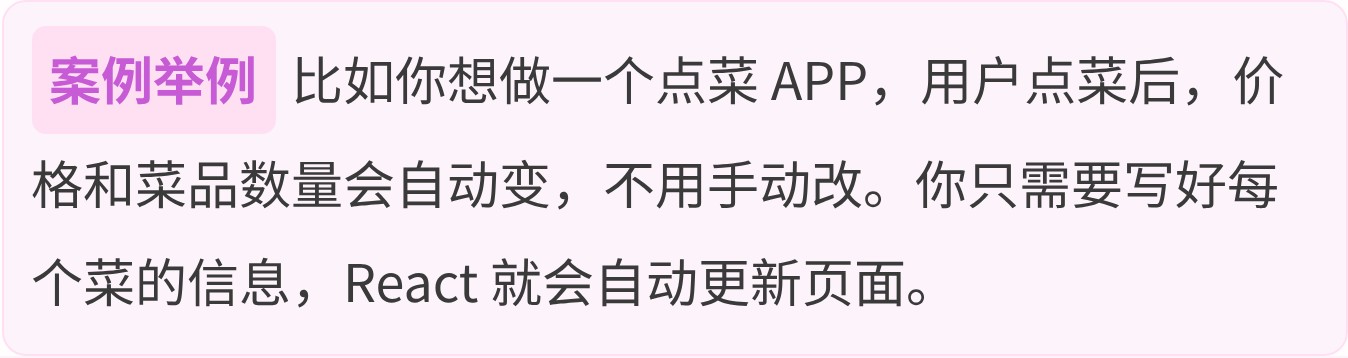 案例举例 比如你想做一个点菜 APP，用户点菜后，价
格和菜品数量会自动变，不用手动改。你只需要写好每
个菜的信息，React 就会自动更新页面。